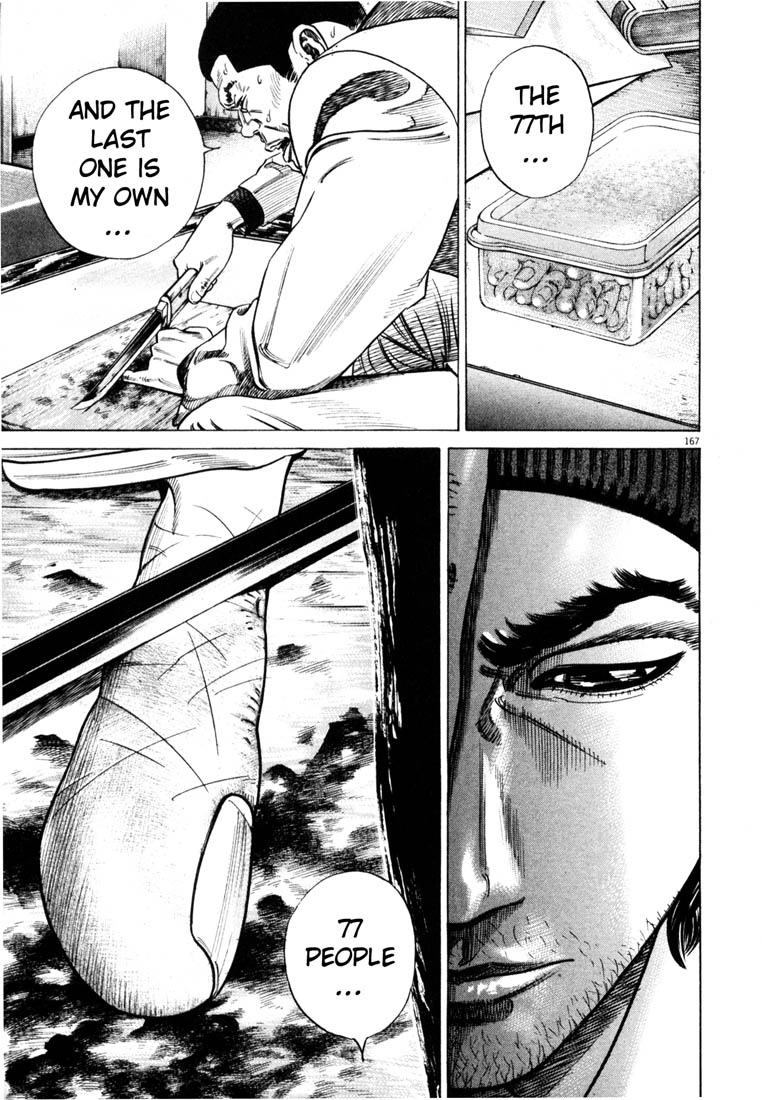 THE
77TH
...
AND THE
LAST
ONE IS
MY OWN
...
167
77
PEOPLE
...